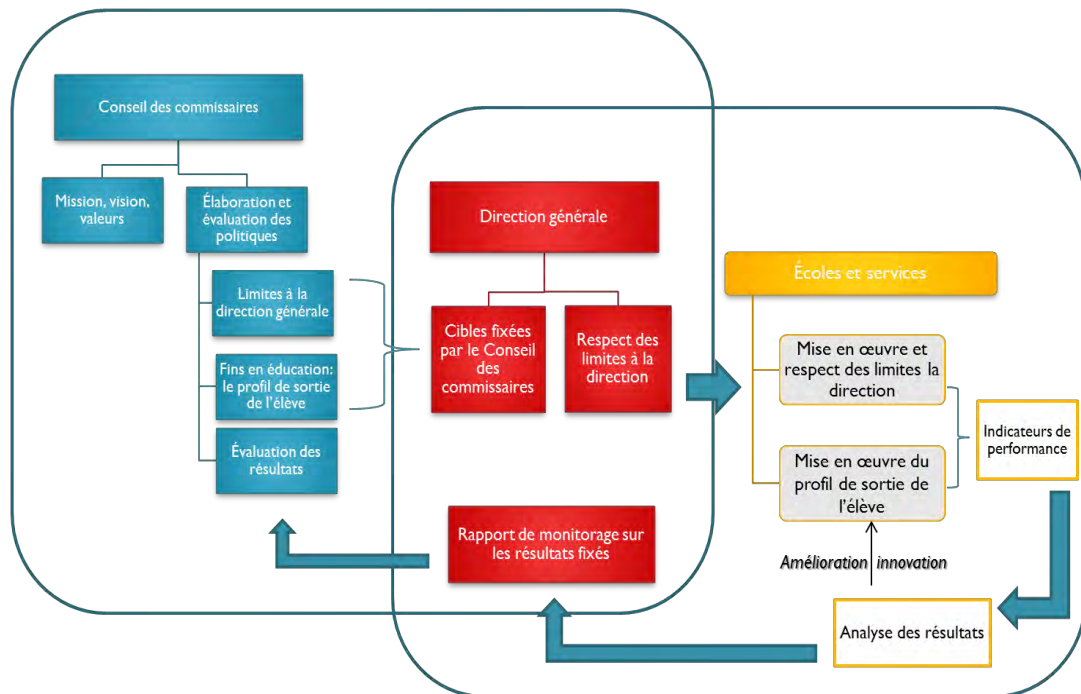 Conseil des commissaires
Mission, vision,
valeurs
Élaboration et
évaluation des
politiques
Limites à la
direction générale
Fins en éducation:
le profil de sortie
de l'élève
Évaluation des
résultats
Direction générale
Cibles fixées
par le Conseil
des
commissaires
Respect des
limites à la
direction
Rapport de monitorage sur
les résultats fixés
Écoles et services
Mise en œuvre et
respect des limites la
direction
Mise en œuvre du
profil de sortie de
l'élève
Indicateurs de
performance
Amélioration innovation
Analyse des résultats